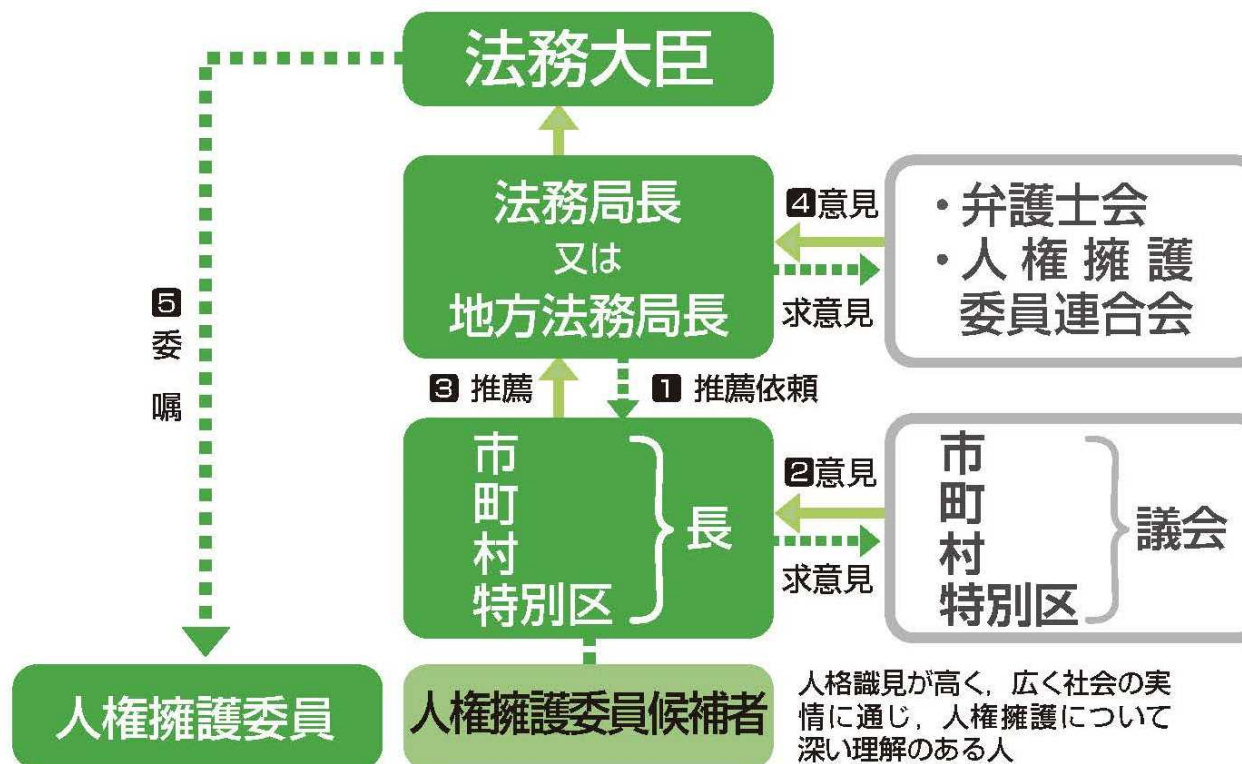 法務大臣
法務局長
又は
地方法務局長
4意見
求意見
・弁護士会
・人権擁護
委員連合会
5委嘱
3 推薦
1 推薦依頼
市
町
村
特別区
長
2意見
求意見
市
町
村
特別区
議会
人権擁護委員
人権擁護委員候補者
人格識見が高く，広く社会の実
情に通じ，人権擁護について
深い理解のある人